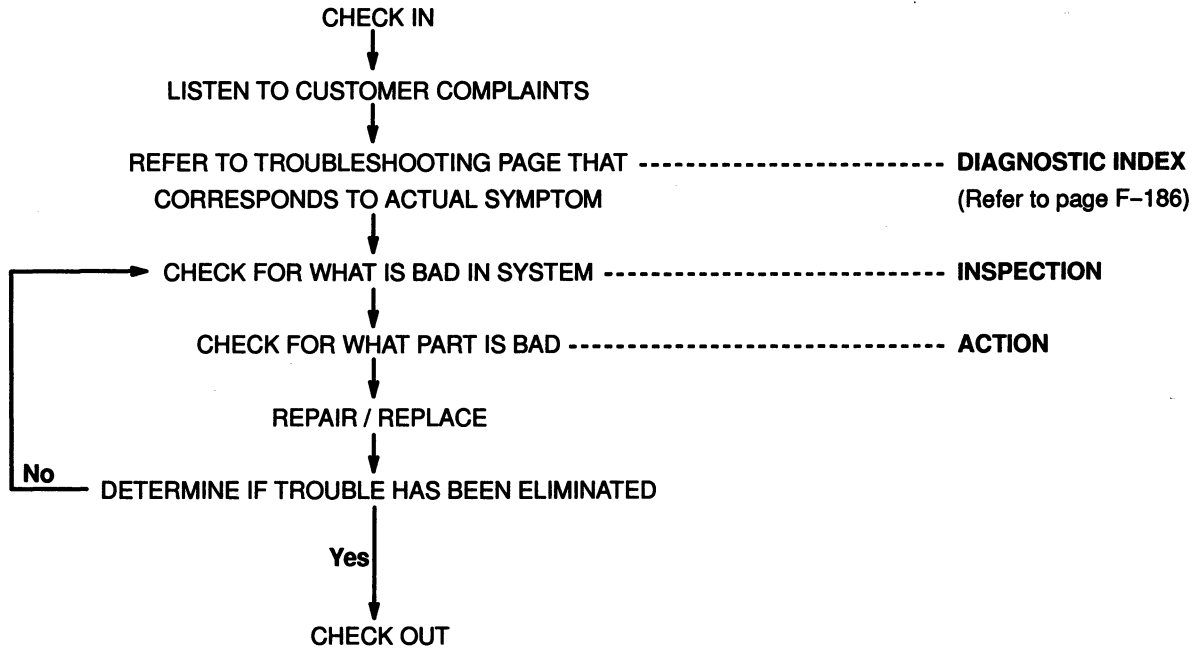 CHECK IN
LISTEN TO CUSTOMER COMPLAINTS
REFER TO TROUBLESHOOTING PAGE THAT DIAGNOSTIC INDEX
CORRESPONDS TO ACTUAL SYMPTOM (Refer to page F-186)
CHECK FOR WHAT IS BAD IN SYSTEM INSPECTION
CHECK FOR WHAT PART IS BAD ACTION
REPAIR / REPLACE
No
DETERMINE IF TROUBLE HAS BEEN ELIMINATED
Yes
CHECK OUT